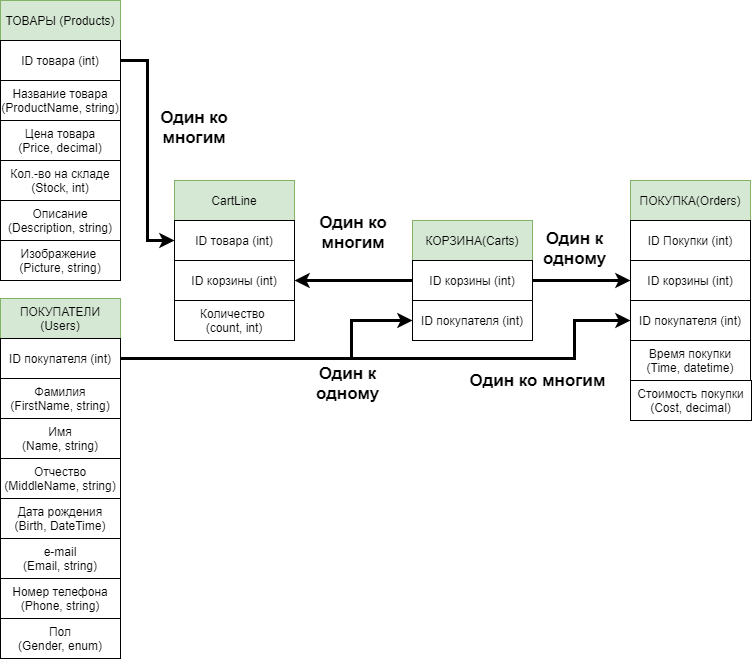 ТОВАРЫ (Products)
ID товара (int)
Название товара
(ProductName, string)
Цена товара
(Price, decimal)
Кол.-во на складе
(Stock, int)
Описание
(Description, string)
Изображение
(Picture, string)
ПОКУПАТЕЛИ
(Users)
ID покупателя (int)
Фамилия
(FirstName, string)
Имя
(Name, string)
Отчество
(MiddleName, string)
Дата рождения
(Birth, DateTime)
e-mail
(Email, string)
Номер телефона
(Phone, string)
Пол
(Gender, enum)
Один ко
многим
CartLine
ID товара (int)
ID корзины (int)
Количество
(count, int)
Один ко
многим
Один к
одному
КОРЗИНА(Carts)
ID корзины (int)
ID покупателя (int)
Один к
одному
Один ко многим
ПОКУПКА(Orders)
ID Покупки (int)
ID корзины (int)
ID покупателя (int)
Время покупки
(Time, datetime)
Стоимость покупки
(Cost, decimal)